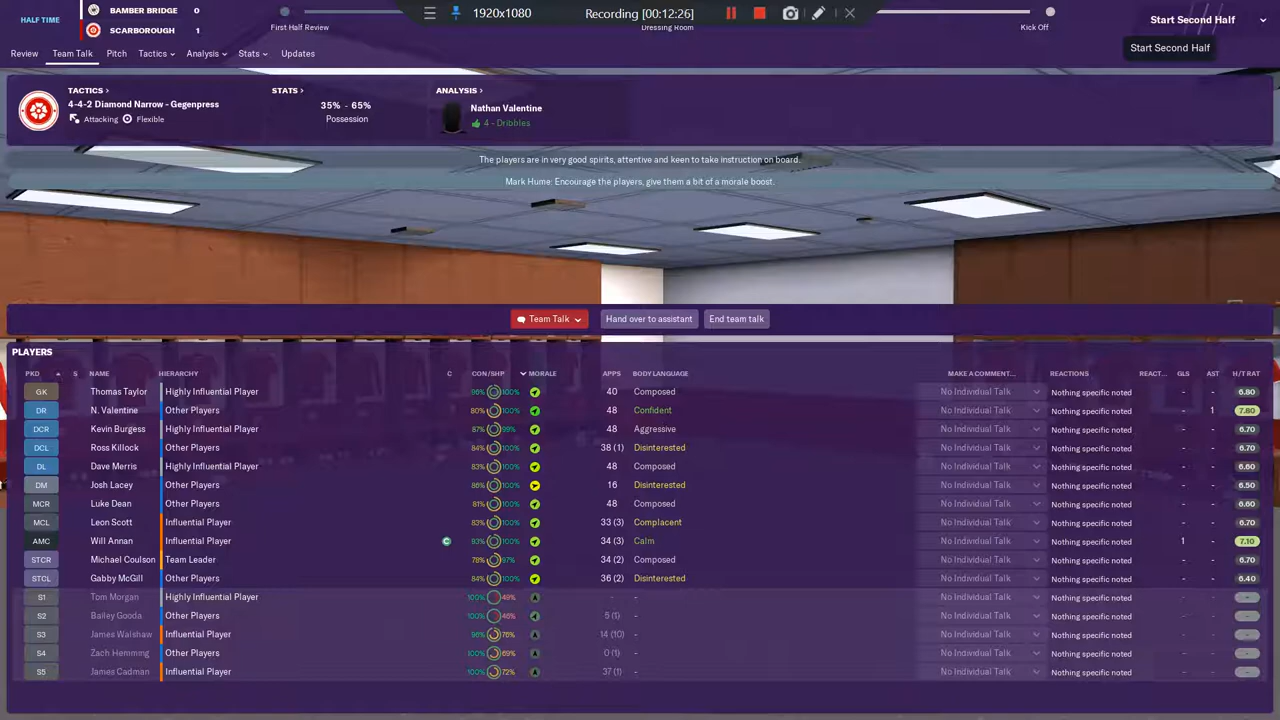 HALF TIME
BAMBER BRIDGE 0
SCARBOROUGH 1
1920x1080
Recording [00:12:26]
First Half Review
Dressing Room
Kick Off
Start Second Half
Start Second Half
Review Team Talk Pitch Tactics Analysis Stats Updates
TACTICS >
4-4-2 Diamond Narrow - Gegenpress
Attacking Flexible
STATS >
35% - 65%
Possession
ANALYSIS >
Nathan Valentine
4 - Dribbles
The players are in very good spirits, attentive and keen to take instruction on board.
Mark Hume: Encourage the players, give them a bit of a morale boost.
Team Talk Hand over to assistant End team talk
PLAYERS
PKD S NAME HIERARCHY C CON/SHP MORALE APPS BODY LANGUAGE MAKE A COMMENT... REACTIONS REACT... GLS AST H/T RAT
GK Thomas Taylor Highly Influential Player 96% 100% 40 Composed No Individual Talk Nothing specific noted - - 6.80
DR N. Valentine Other Players 80% 100% 48 Confident No Individual Talk Nothing specific noted - 1 7.80
DCR Kevin Burgess Highly Influential Player 87% 99% 48 Aggressive No Individual Talk Nothing specific noted - - 6.70
DCL Ross Killock Other Players 84% 100% 38 (1) Disinterested No Individual Talk Nothing specific noted - - 6.70
DL Dave Merris Highly Influential Player 83% 100% 48 Composed No Individual Talk Nothing specific noted - - 6.60
DM Josh Lacey Other Players 86% 100% 16 Disinterested No Individual Talk Nothing specific noted - - 6.50
MCR Luke Dean Other Players 81% 100% 48 Composed No Individual Talk Nothing specific noted - - 6.60
MCL Leon Scott Influential Player 83% 100% 33 (3) Complacent No Individual Talk Nothing specific noted - - 6.70
AMC Will Annan Influential Player C 93% 100% 34 (3) Calm No Individual Talk Nothing specific noted 1 - 7.10
STCR Michael Coulson Team Leader 78% 97% 34 (2) Composed No Individual Talk Nothing specific noted - - 6.70
STCL Gabby McGill Other Players 84% 100% 36 (2) Disinterested No Individual Talk Nothing specific noted - - 6.40
S1 Tom Morgan Highly Influential Player 100% 48% - - No Individual Talk Nothing specific noted - - -
S2 Bailey Gooda Other Players 100% 46% 5 (1) - No Individual Talk Nothing specific noted - - -
S3 James Walshaw Influential Player 96% 76% 14 (10) - No Individual Talk Nothing specific noted - - -
S4 Zach Hemming Other Players 100% 69% 0 (1) - No Individual Talk Nothing specific noted - - -
S5 James Cadman Influential Player 100% 72% 37 (1) - No Individual Talk Nothing specific noted - - -